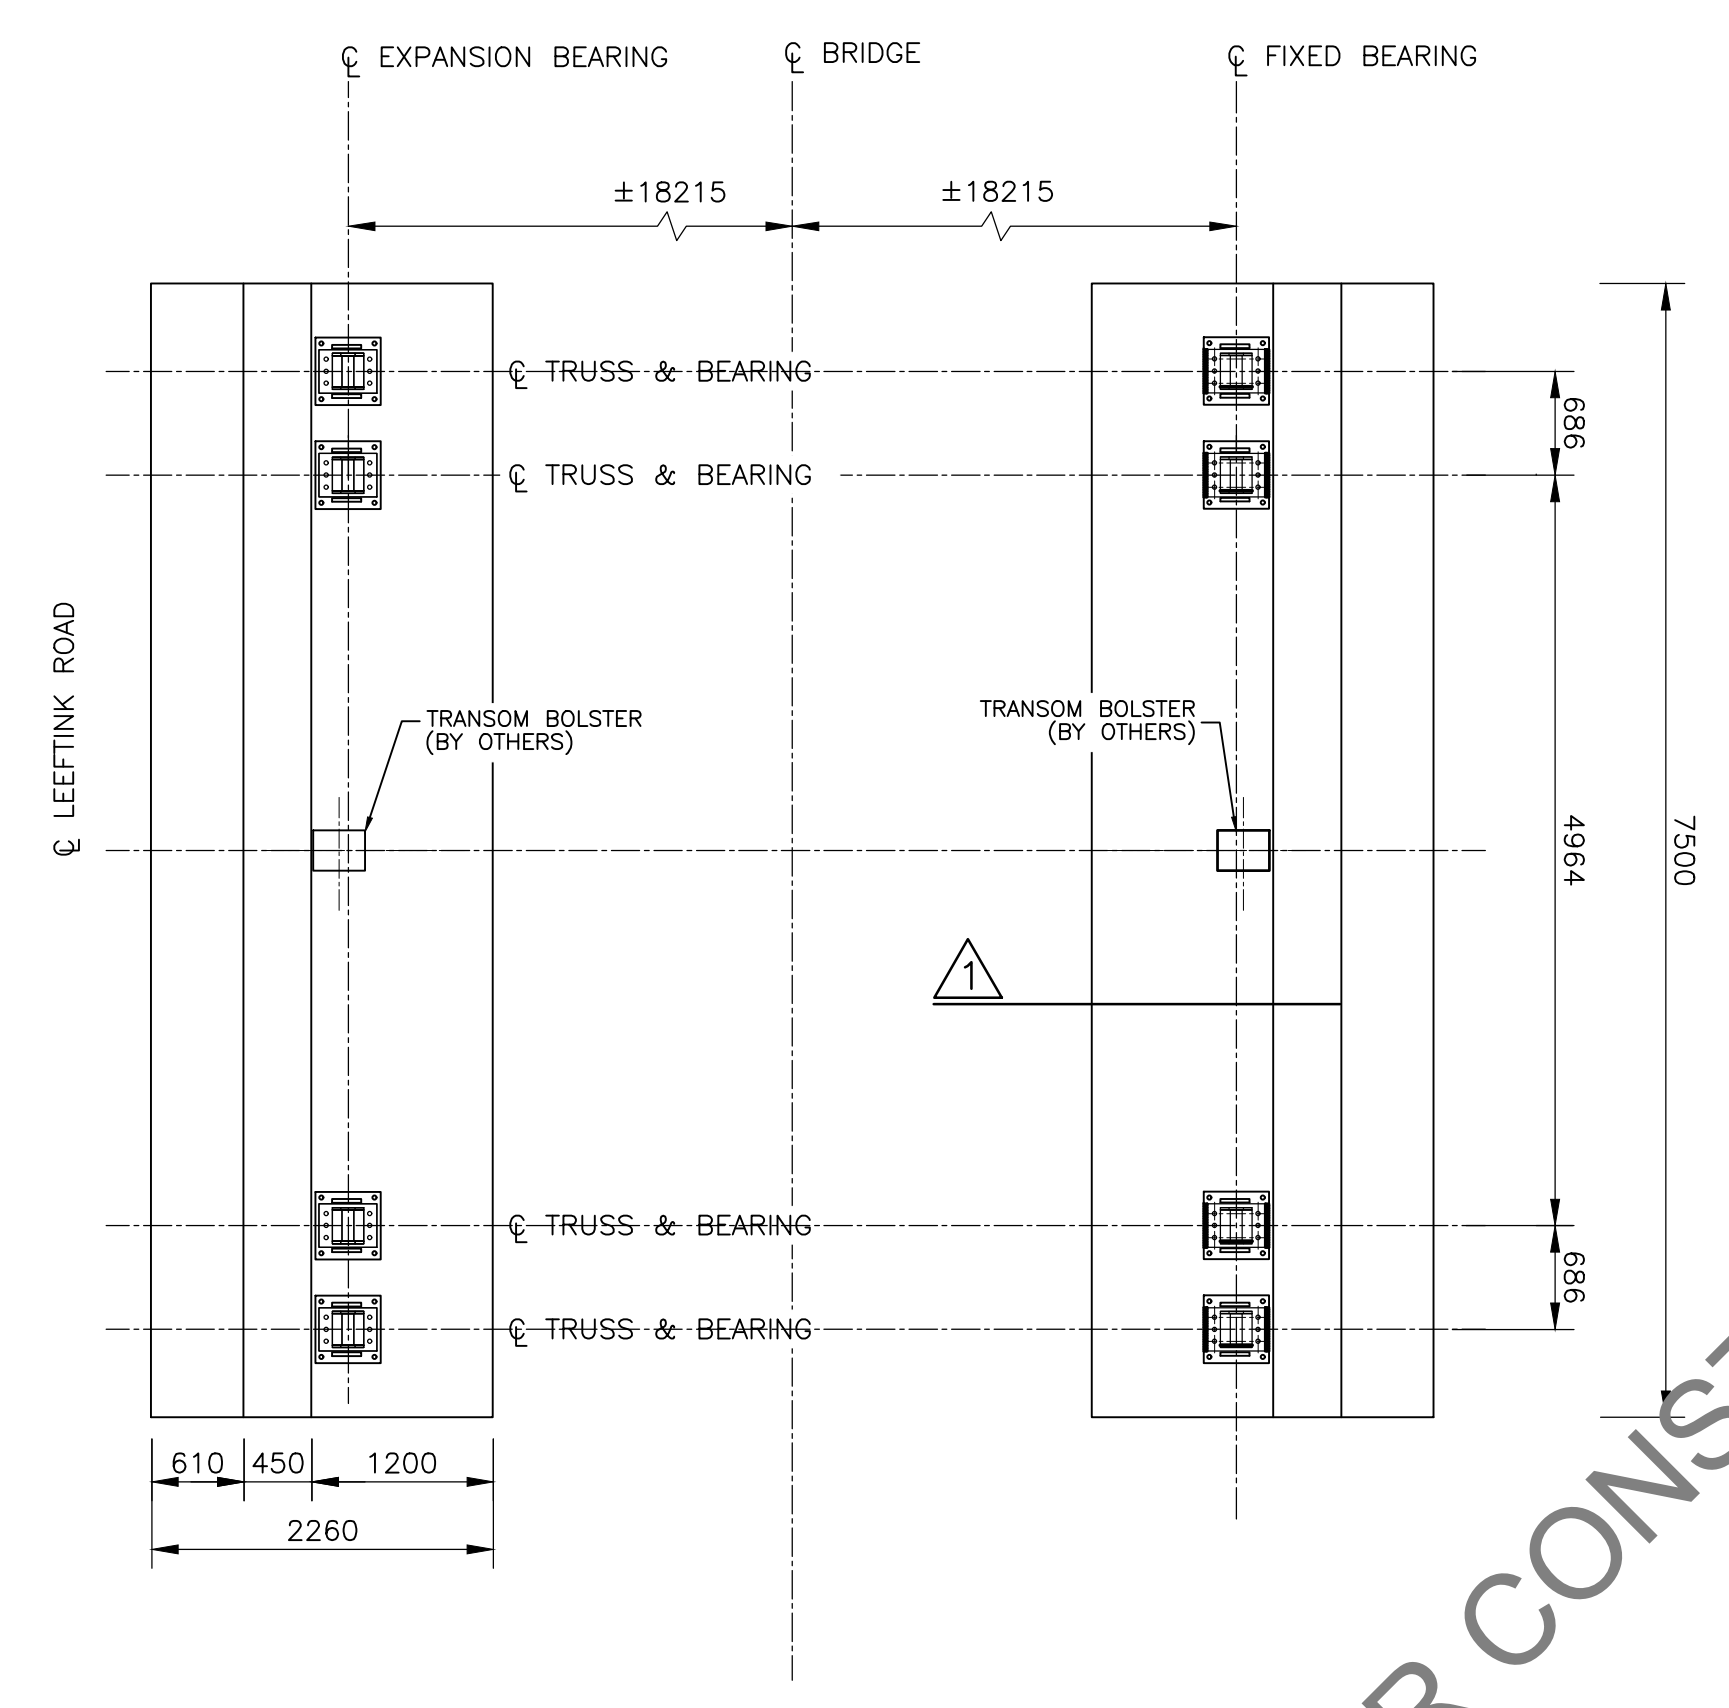 ℄ EXPANSION BEARING
℄ BRIDGE
℄ FIXED BEARING
±18215
±18215
℄ TRUSS & BEARING
686
℄ TRUSS & BEARING
℄ LEEFTINK ROAD
TRANSOM BOLSTER
(BY OTHERS)
TRANSOM BOLSTER
(BY OTHERS)
4964
7500
1
℄ TRUSS & BEARING
686
℄ TRUSS & BEARING
610
450
1200
2260